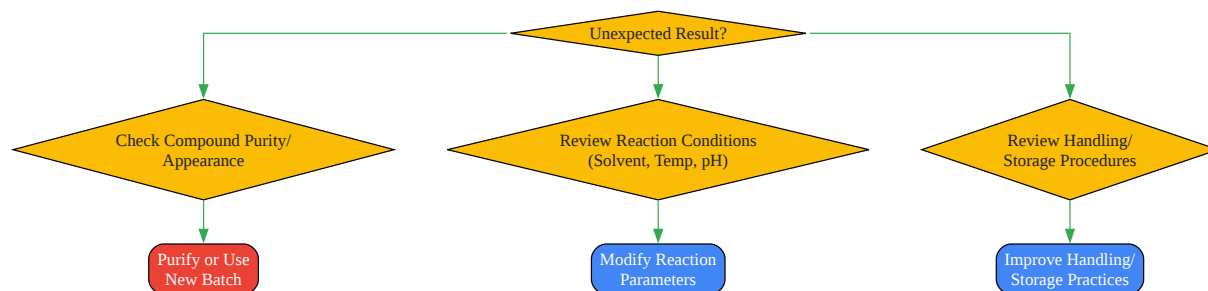 Unexpected Result?
Check Compound Purity/
Appearance
Review Reaction Conditions
(Solvent, Temp, pH)
Review Handling/
Storage Procedures
Purify or Use
New Batch
Modify Reaction
Parameters
Improve Handling/
Storage Practices